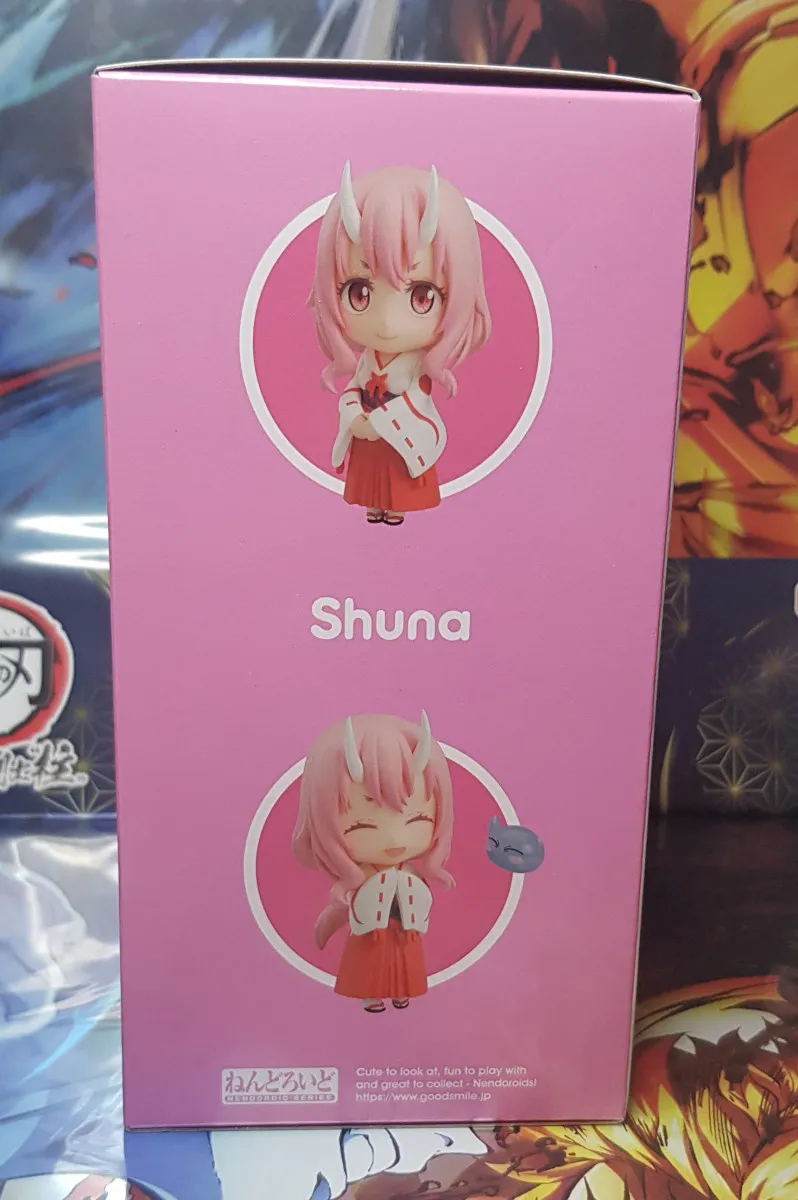 Shuna
ねんどろいど
NENDOROID SERIES
Cute to look at, fun to play with
and great to collect - Nendoroids!
https://www.goodsmile.jp